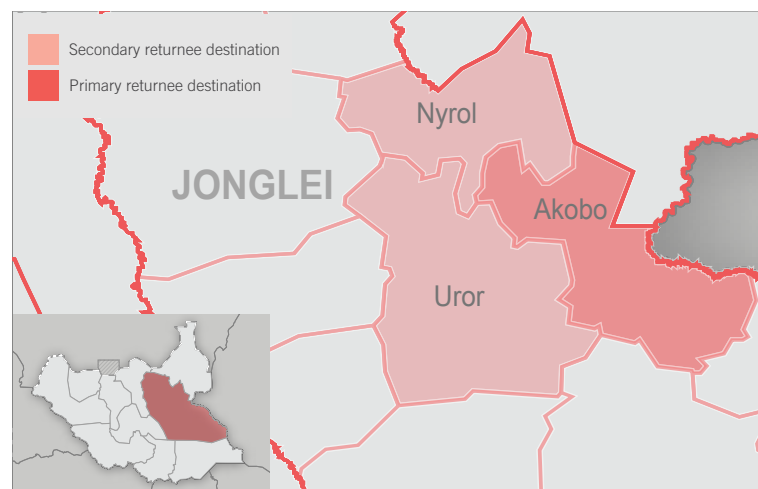 Secondary returnee destination
Primary returnee destination
Nyrol
JONGLEI
Akobo
Uror